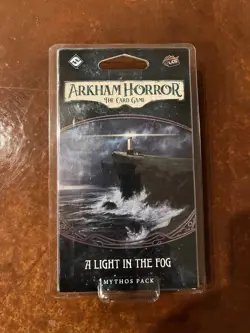 ARKHAM HORROR
THE CARD GAME
A LIGHT IN THE FOG
MYTHOS PACK